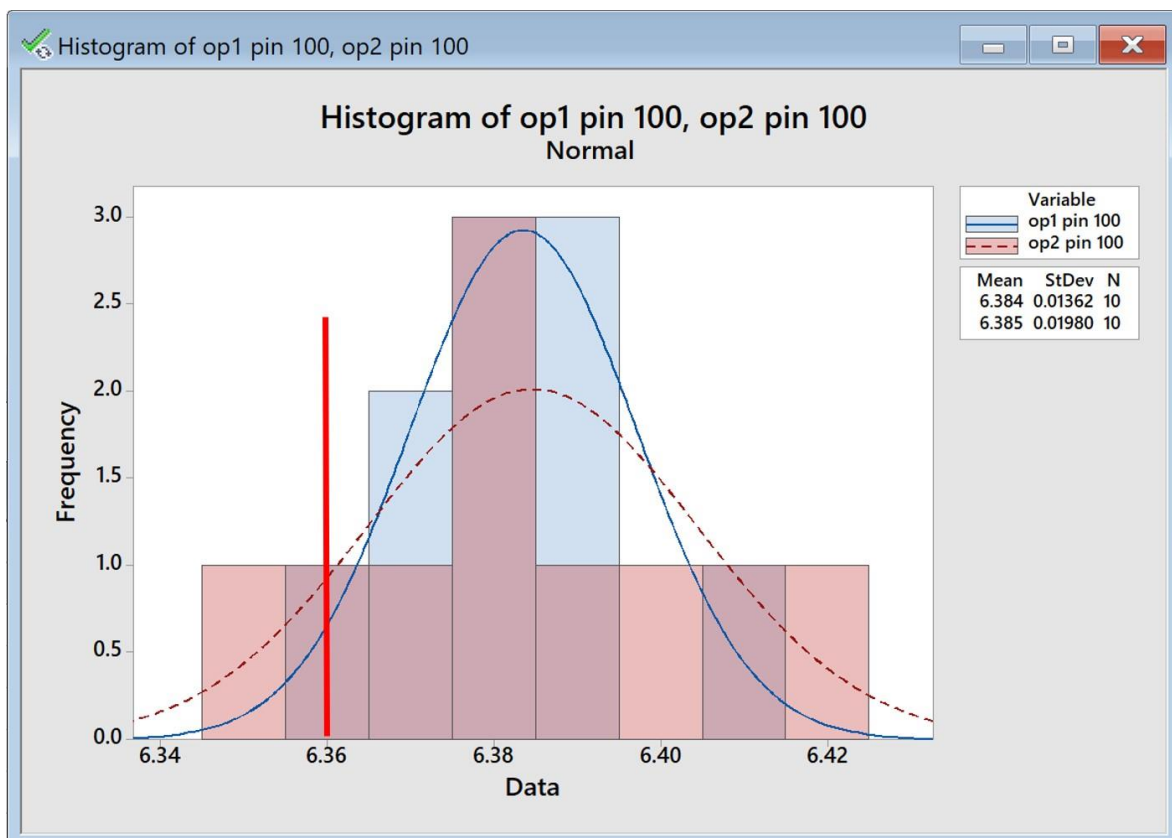 Histogram of op1 pin 100, op2 pin 100
Histogram of op1 pin 100, op2 pin 100
Normal
Variable
op1 pin 100
op2 pin 100
Mean StDev N
6.384 0.01362 10
6.385 0.01980 10
Frequency
3.0
2.5
2.0
1.5
1.0
0.5
0.0
6.34 6.36 6.38 6.40 6.42
Data